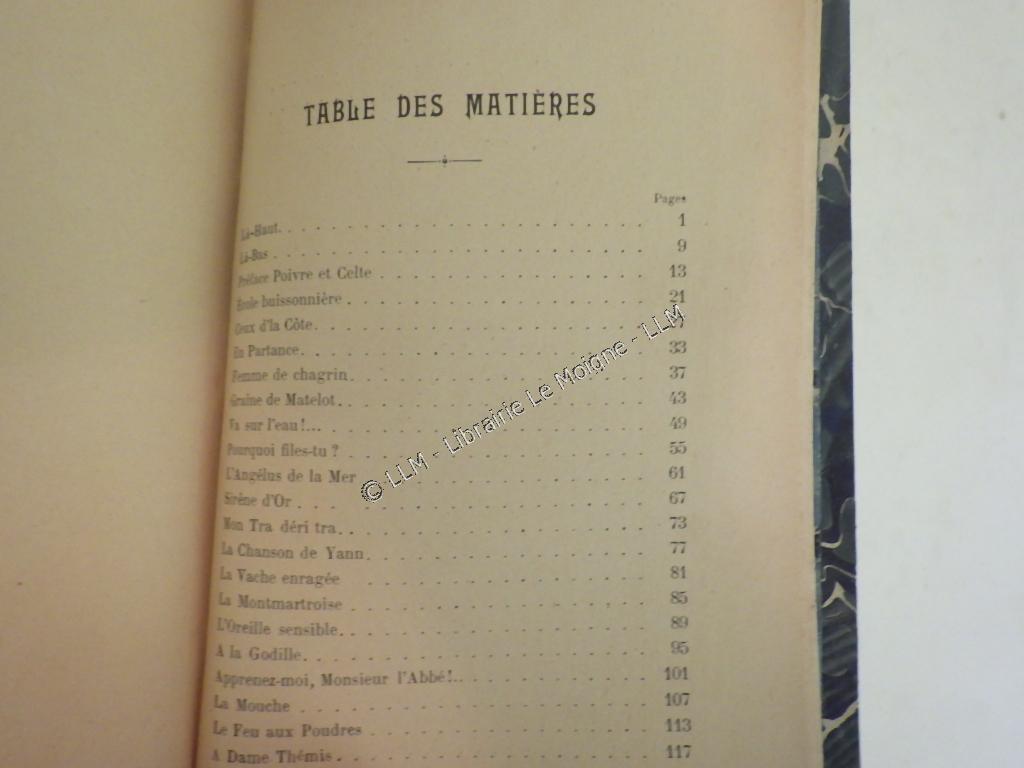 TABLE DES MATIÈRES
Pages
Là-Haut. . . . . . . . . . . . . . . . . 1
Là-Bas . . . . . . . . . . . . . . . . . 9
Préface Poivre et Celte . . . . . . . . . . . . 13
Ecole buissonnière . . . . . . . . . . . . . 21
Ceux d'la Côte. . . . . . . . . . . . . . .
En Partance. . . . . . . . . . . . . . . . 33
Femme de chagrin. . . . . . . . . . . . . . 37
Graine de Matelot. . . . . . . . . . . . . . 43
Va sur l'eau!... . . . . . . . . . . . . . . 49
Pourquoi files-tu ? . . . . . . . . . . . . . 55
L'Angélus de la Mer . . . . . . . . . . . . . 61
Sirène d'Or . . . . . . . . . . . . . . . . 67
Mon Tra déri tra. . . . . . . . . . . . . . 73
La Chanson de Yann. . . . . . . . . . . . . 77
La Vache enragée . . . . . . . . . . . . . 81
La Montmartroise . . . . . . . . . . . . . 85
L'Oreille sensible. . . . . . . . . . . . . . 89
A la Godille. . . . . . . . . . . . . . . . 95
Apprenez-moi, Monsieur l'Abbé!.. . . . . . . . . 101
La Mouche . . . . . . . . . . . . . . . . 107
Le Feu aux Poudres . . . . . . . . . . . . . 113
A Dame Thémis . . . . . . . . . . . . . . 117
© LLM - Librairie Le Moigne - LLM